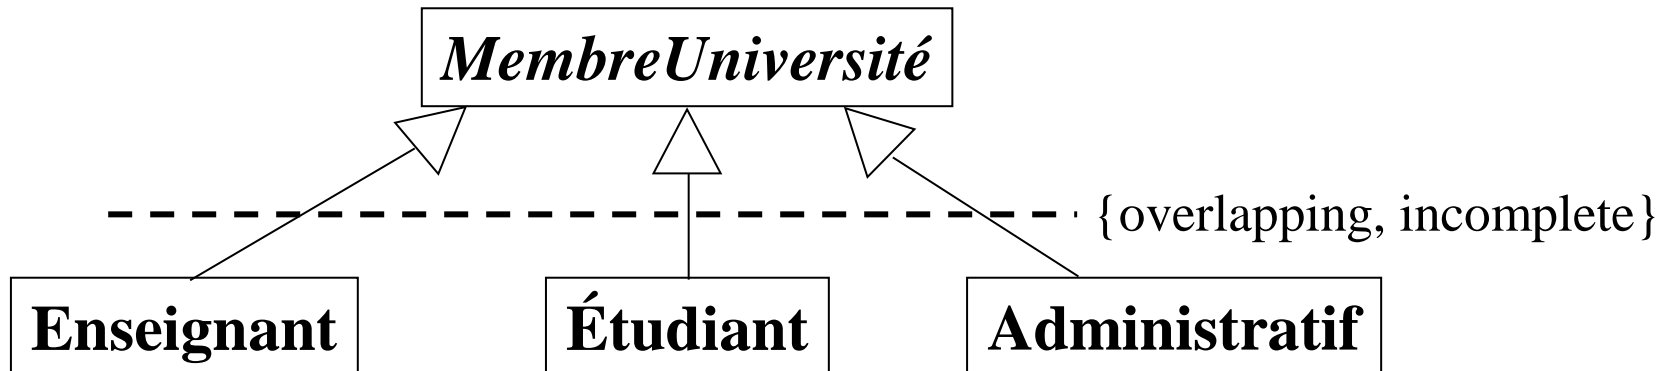 MembreUniversité
{overlapping, incomplete}
Enseignant
Étudiant
Administratif